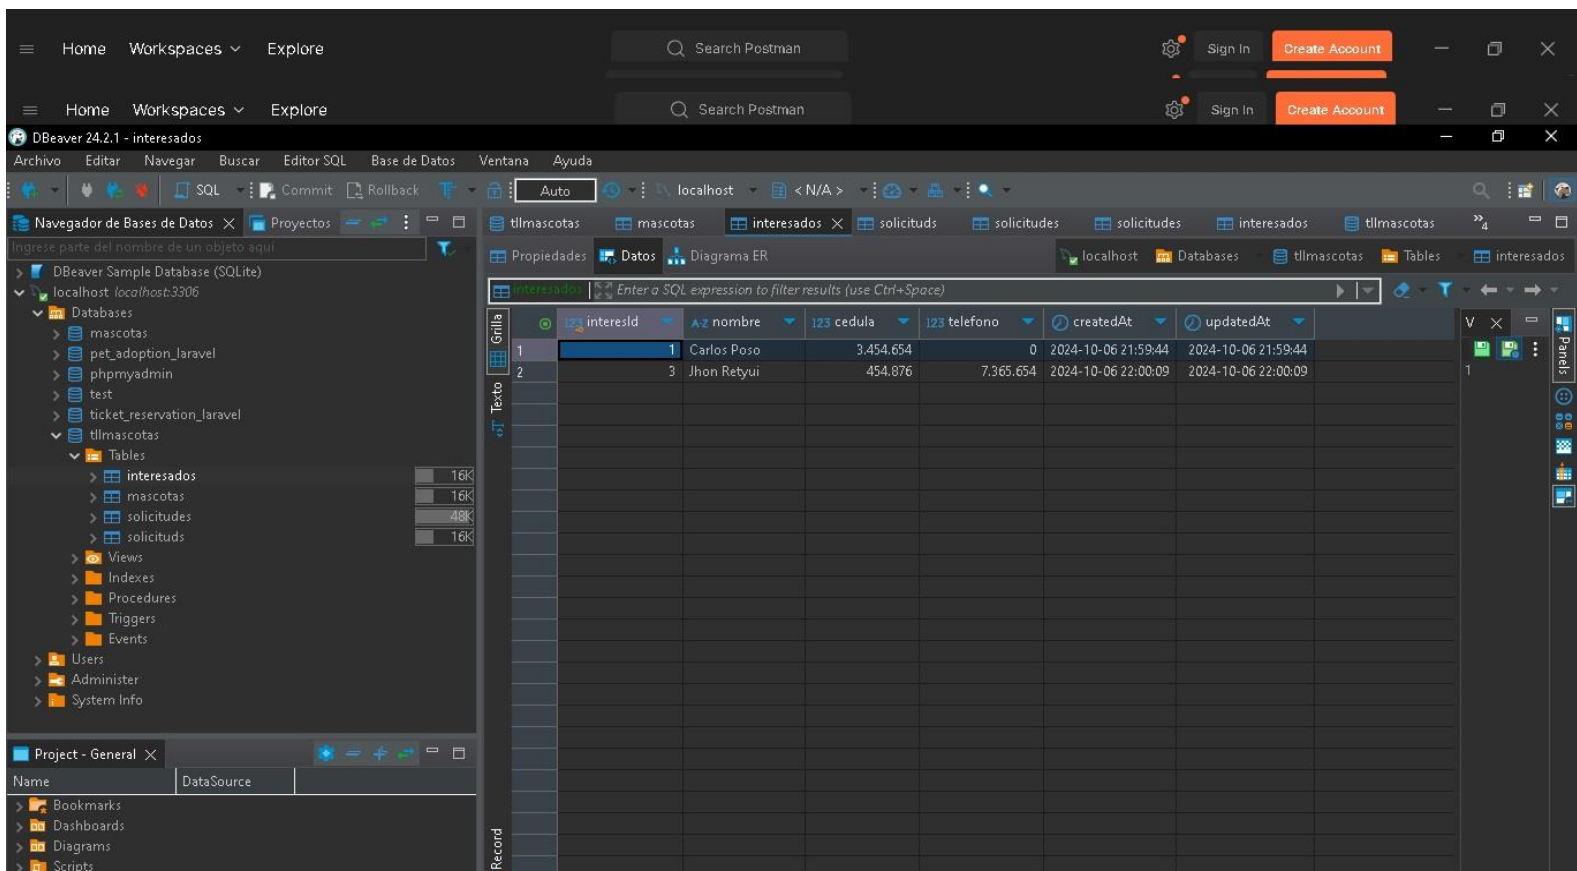 Home Workspaces Explore Search Postman Sign In Create Account
Home Workspaces Explore Search Postman Sign In Create Account
DBeaver 24.2.1 - interesados
Archivo Editar Navegar Buscar Editor SQL Base de Datos Ventana Ayuda
SQL Commit Rollback Auto localhost < N/A >
Navegador de Bases de Datos Proyectos
tllmascotas mascotas interesados solicituds solicitudes solicitudes interesados tllmascotas »4
Ingrese parte del nombre de un objeto aquí
Propiedades Datos Diagrama ER localhost Databases tllmascotas Tables interesados
DBeaver Sample Database (SQLite)
localhost localhost:3306
Databases
mascotas
pet_adoption_laravel
phpmyadmin
test
ticket_reservation_laravel
tllmascotas
Tables
interesados 16K
mascotas 16K
solicitudes 48K
solicituds 16K
Views
Indexes
Procedures
Triggers
Events
Users
Administer
System Info
interesados Enter a SQL expression to filter results (use Ctrl+Space)
Grilla
Texto
Record
123 interesId A-Z nombre 123 cedula 123 telefono createdAt updatedAt
1 1 Carlos Poso 3.454.654 0 2024-10-06 21:59:44 2024-10-06 21:59:44
2 3 Jhon Retyui 454.876 7.365.654 2024-10-06 22:00:09 2024-10-06 22:00:09
V
1
Panels
Project - General
Name DataSource
Bookmarks
Dashboards
Diagrams
Scripts